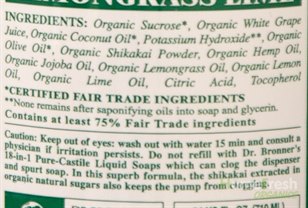 LEMONGRASS LIME
INGREDIENTS: Organic Sucrose*, Organic White Grape
Juice, Organic Coconut Oil*, Potassium Hydroxide**, Organic
Olive Oil*, Organic Shikakai Powder, Organic Hemp Oil,
Organic Jojoba Oil, Organic Lemongrass Oil, Organic Lemon
Oil, Organic Lime Oil, Citric Acid, Tocopherol
*CERTIFIED FAIR TRADE INGREDIENTS
**None remains after saponifying oils into soap and glycerin.
Contains at least 75% Fair Trade ingredients
Caution: Keep out of eyes: wash out with water 15 min and consult a
physician if irritation persists. Do not refill with Dr. Bronner's
18-in-1 Pure-Castile Liquid Soaps which can clog the dispenser
and spurt soap. In this superb formula, the shikakai extracted in
organic natural sugars also keeps the pump from clogging.